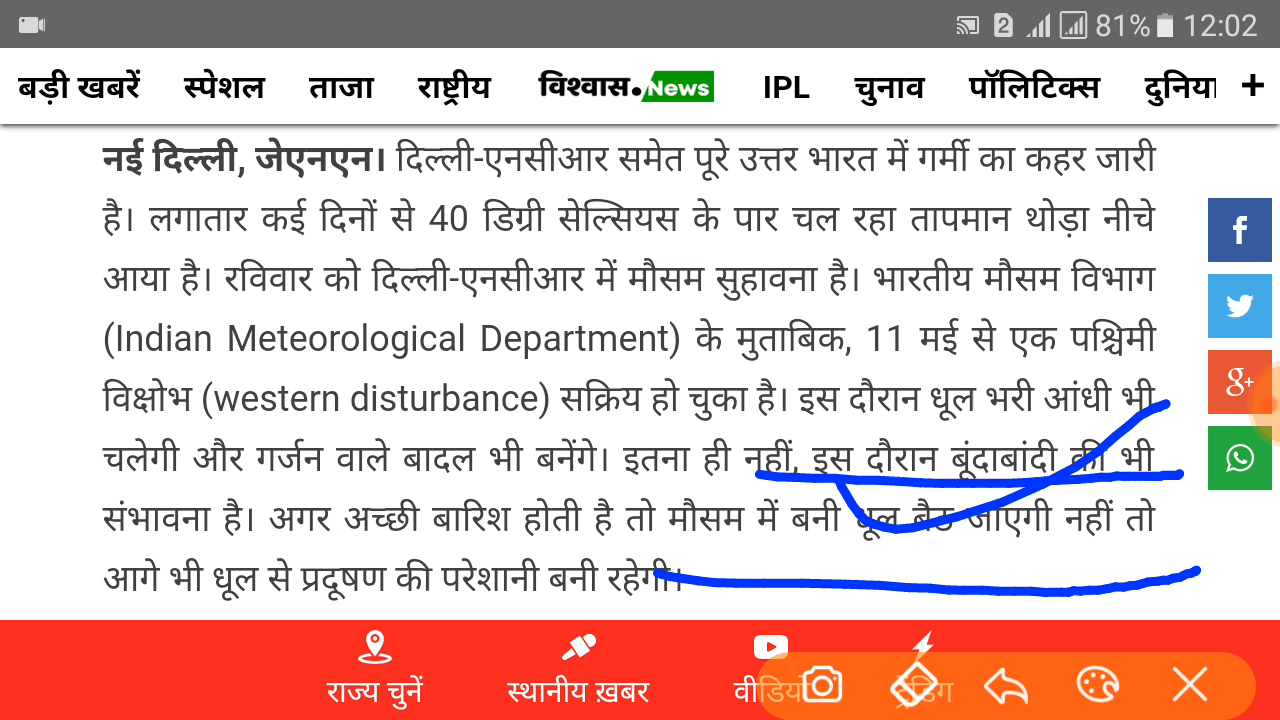 81% 12:02
बड़ी खबरें स्पेशल ताजा राष्ट्रीय विश्वास.News IPL चुनाव पॉलिटिक्स दुनिया +
नई दिल्ली, जेएनएन। दिल्ली-एनसीआर समेत पूरे उत्तर भारत में गर्मी का कहर जारी
है। लगातार कई दिनों से 40 डिग्री सेल्सियस के पार चल रहा तापमान थोड़ा नीचे
आया है। रविवार को दिल्ली-एनसीआर में मौसम सुहावना है। भारतीय मौसम विभाग
(Indian Meteorological Department) के मुताबिक, 11 मई से एक पश्चिमी
विक्षोभ (western disturbance) सक्रिय हो चुका है। इस दौरान धूल भरी आंधी भी
चलेगी और गर्जन वाले बादल भी बनेंगे। इतना ही नहीं, इस दौरान बूंदाबांदी की भी
संभावना है। अगर अच्छी बारिश होती है तो मौसम में बनी धूल बैठ जाएगी नहीं तो
आगे भी धूल से प्रदूषण की परेशानी बनी रहेगी।
राज्य चुनें स्थानीय ख़बर वीडियो ट्रेंडिंग